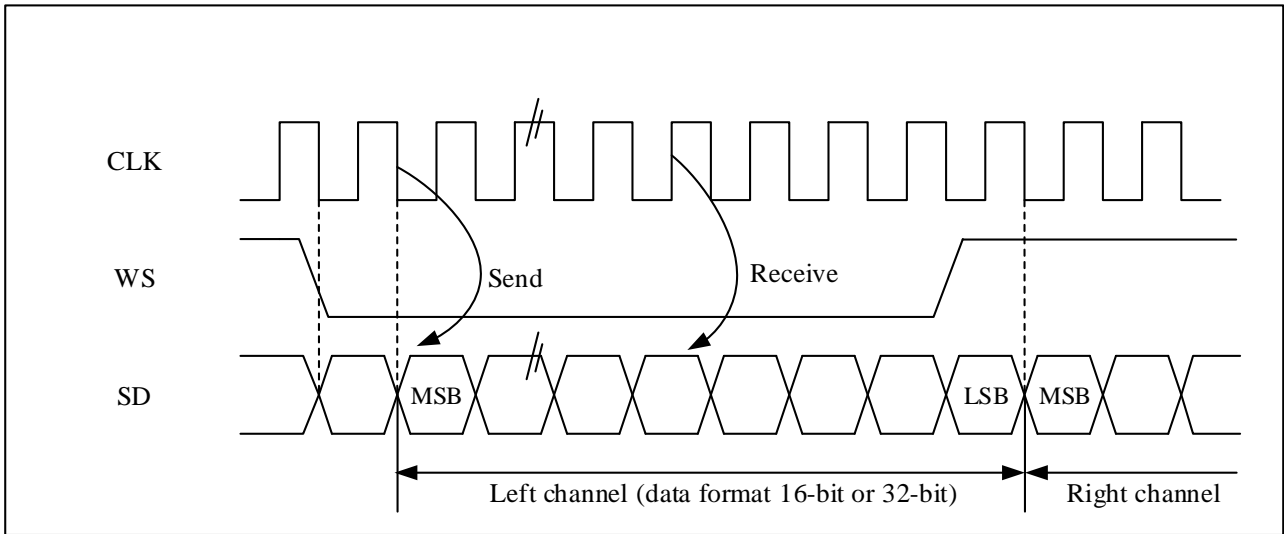 CLK
WS
Send
Receive
SD
MSB
LSB
MSB
Left channel (data format 16-bit or 32-bit)
Right channel